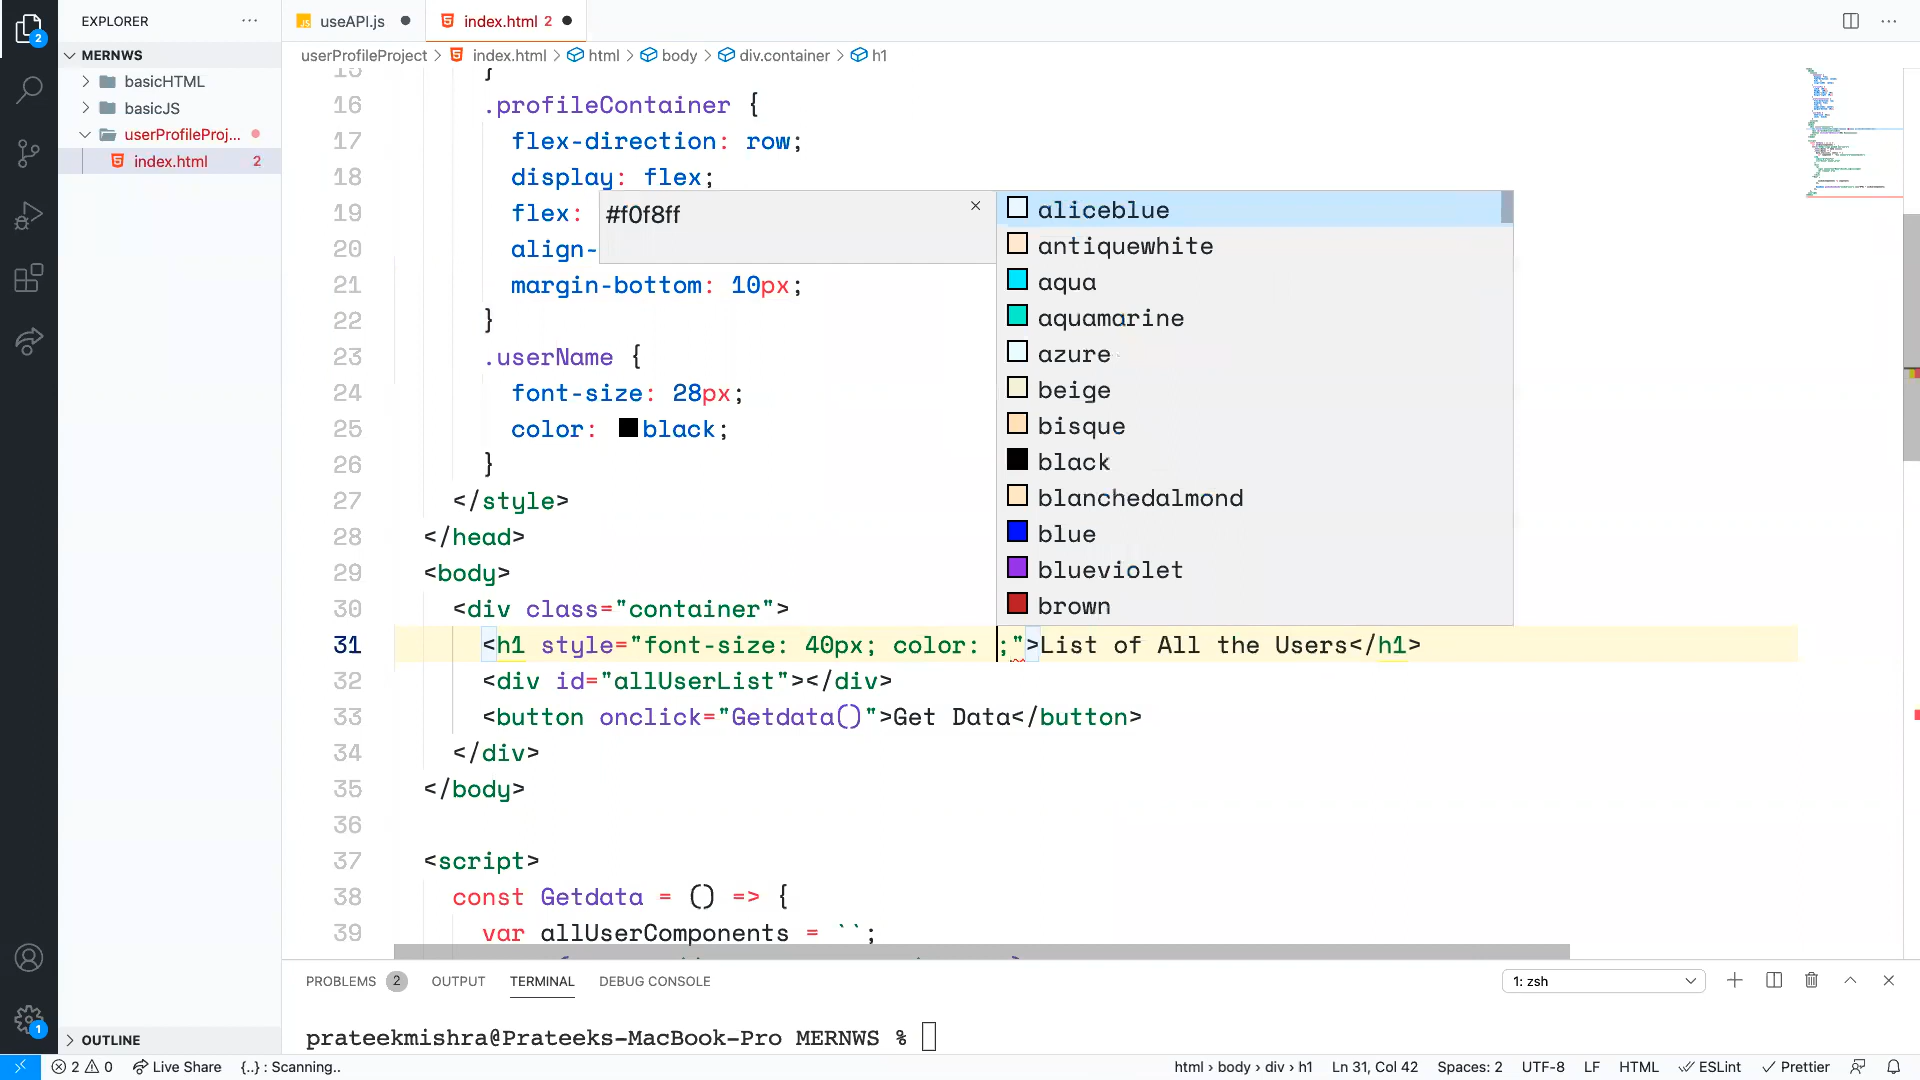 2
EXPLORER
useAPI.js
index.html 2
MERNWS
userProfileProject > index.html > html > body > div.container > h1
basicHTML
basicJS
userProfileProj...
index.html 2
15 }
16 .profileContainer {
17 flex-direction: row;
18 display: flex;
19 flex:
20 align-
21 margin-bottom: 10px;
22 }
23 .userName {
24 font-size: 28px;
25 color: black;
26 }
27 </style>
28 </head>
29 <body>
30 <div class="container">
31 <h1 style="font-size: 40px; color: ;">List of All the Users</h1>
32 <div id="allUserList"></div>
33 <button onclick="Getdata()">Get Data</button>
34 </div>
35 </body>
36
37 <script>
38 const Getdata = () => {
39 var allUserComponents = ``;
#f0f8ff
aliceblue
antiquewhite
aqua
aquamarine
azure
beige
bisque
black
blanchedalmond
blue
blueviolet
brown
PROBLEMS 2 OUTPUT TERMINAL DEBUG CONSOLE
1: zsh
prateekmishra@Prateeks-MacBook-Pro MERNWS %
1
OUTLINE
2 0 Live Share {..} : Scanning..
html › body › div › h1 Ln 31, Col 42 Spaces: 2 UTF-8 LF HTML ESLint Prettier